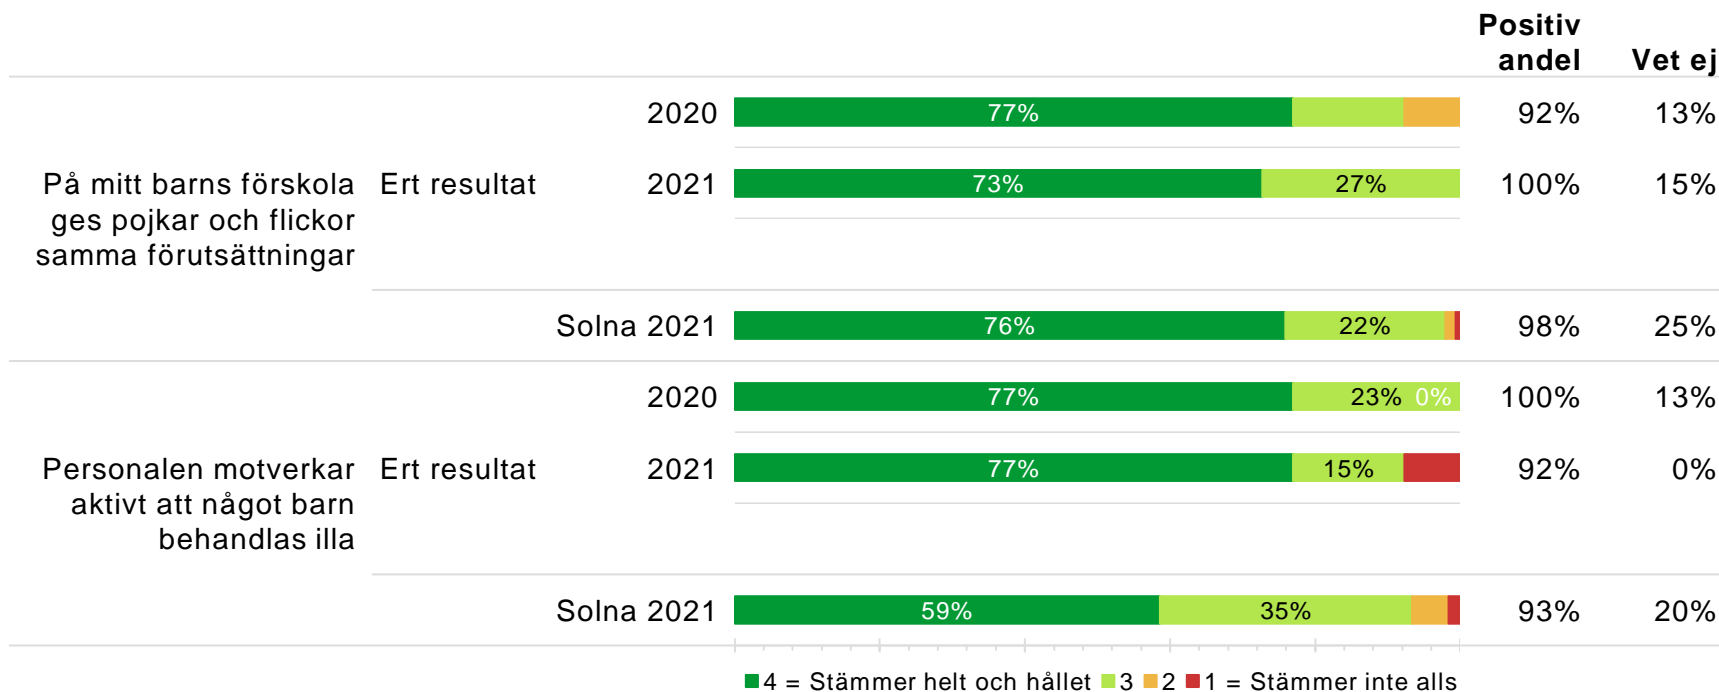 Positiv
andel
Vet ej
2020 77% 92% 13%
På mitt barns förskola
ges pojkar och flickor
samma förutsättningar
Ert resultat 2021 73% 27% 100% 15%
Solna 2021 76% 22% 98% 25%
2020 77% 23% 0% 100% 13%
Personalen motverkar
aktivt att något barn
behandlas illa
Ert resultat 2021 77% 15% 92% 0%
Solna 2021 59% 35% 93% 20%
4 = Stämmer helt och hållet 3 2 1 = Stämmer inte alls